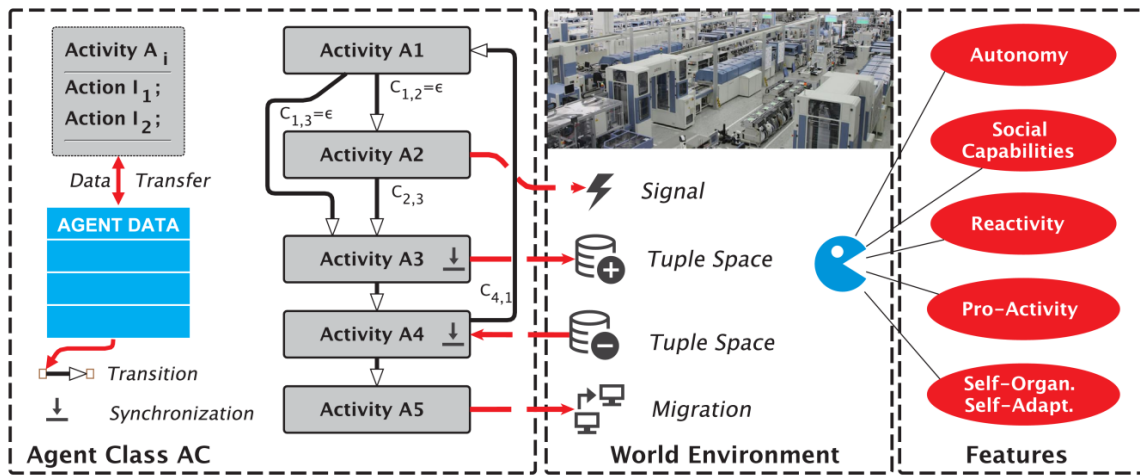 Activity A i
Action I1;
Action I2;
Data Transfer
AGENT DATA
Transition
Synchronization
Agent Class AC
Activity A1
C1,3=ϵ
C1,2=ϵ
Activity A2
C2,3
Activity A3
C4,1
Activity A4
Activity A5
Signal
Tuple Space
Tuple Space
Migration
World Environment
Autonomy
Social
Capabilities
Reactivity
Pro-Activity
Self-Organ.
Self-Adapt.
Features